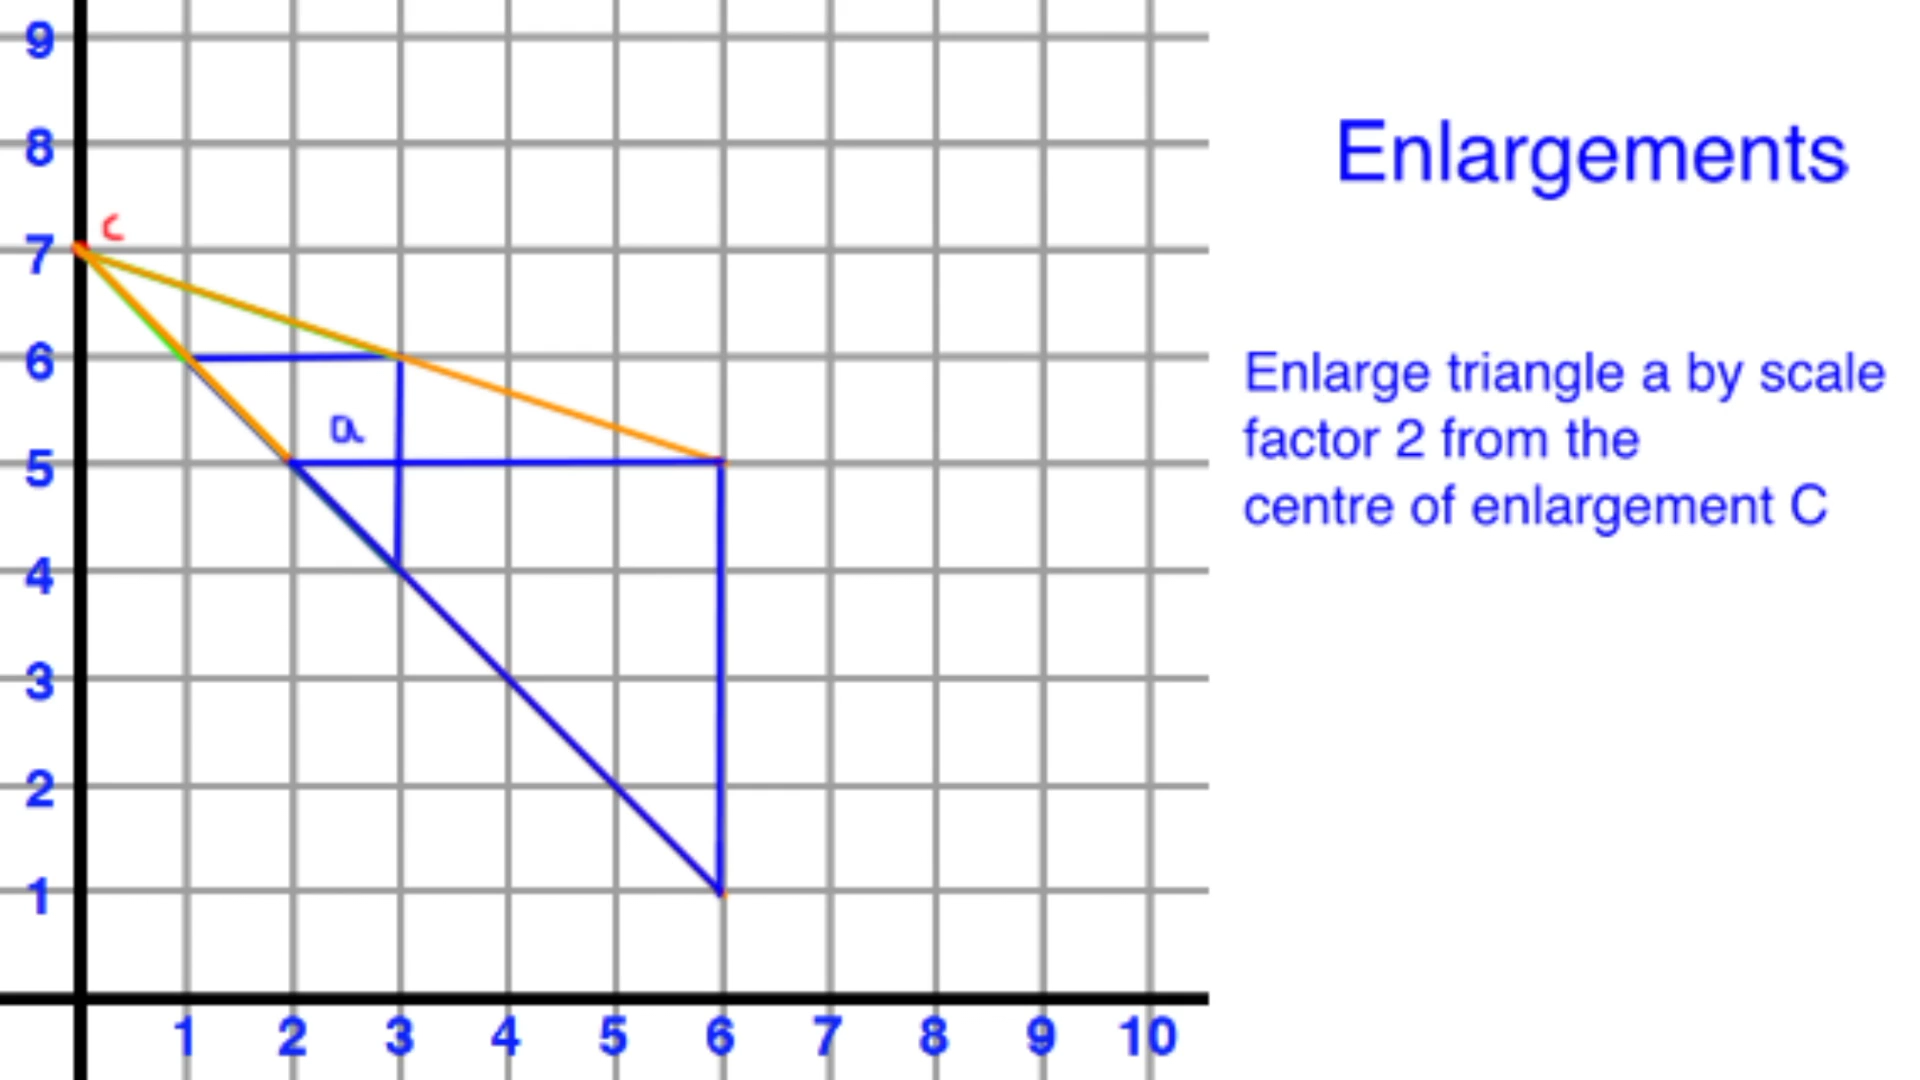 9
8
c
7
Enlargements
6
Enlarge triangle a by scale
a
factor 2 from the
5
centre of enlargement C
4
3
2
1
1 2 3 4 5 6 7 8 9 10